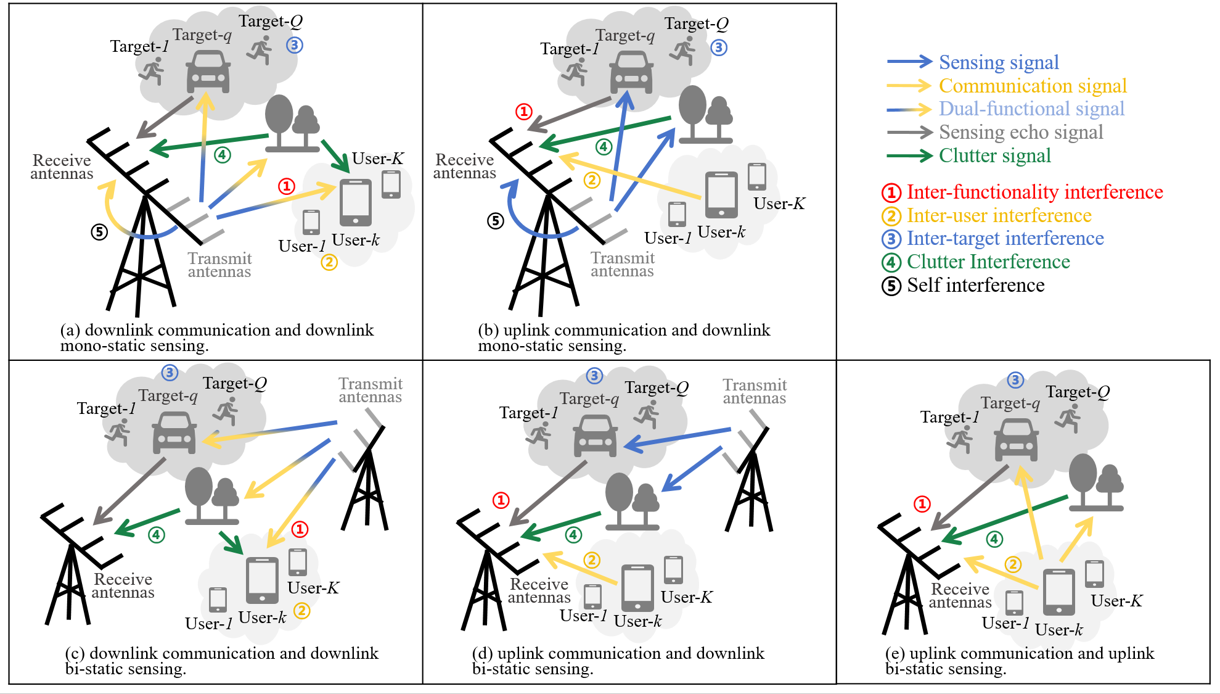 Target-Q
③
Target-q
Target-1
Receive
antennas
④
User-K
①
⑤
User-1
User-k
②
Transmit
antennas
(a) downlink communication and downlink
mono-static sensing.
Target-Q
③
Target-q
Target-1
①
Receive
antennas
④
②
User-K
⑤
User-1
User-k
Transmit
antennas
(b) uplink communication and downlink
mono-static sensing.
Sensing signal
Communication signal
Dual-functional signal
Sensing echo signal
Clutter signal
① Inter-functionality interference
② Inter-user interference
③ Inter-target interference
④ Clutter Interference
⑤ Self interference
③
Target-Q
Target-q
Target-1
Transmit
antennas
④
①
Receive
antennas
User-K
User-1
User-k
②
(c) downlink communication and downlink
bi-static sensing.
③
Target-Q
Target-q
Target-1
Transmit
antennas
①
④
②
Receive
antennas
User-K
User-1
User-k
(d) uplink communication and downlink
bi-static sensing.
③
Target-Q
Target-q
Target-1
①
④
②
Receive
antennas
User-K
User-1
User-k
(e) uplink communication and uplink
bi-static sensing.